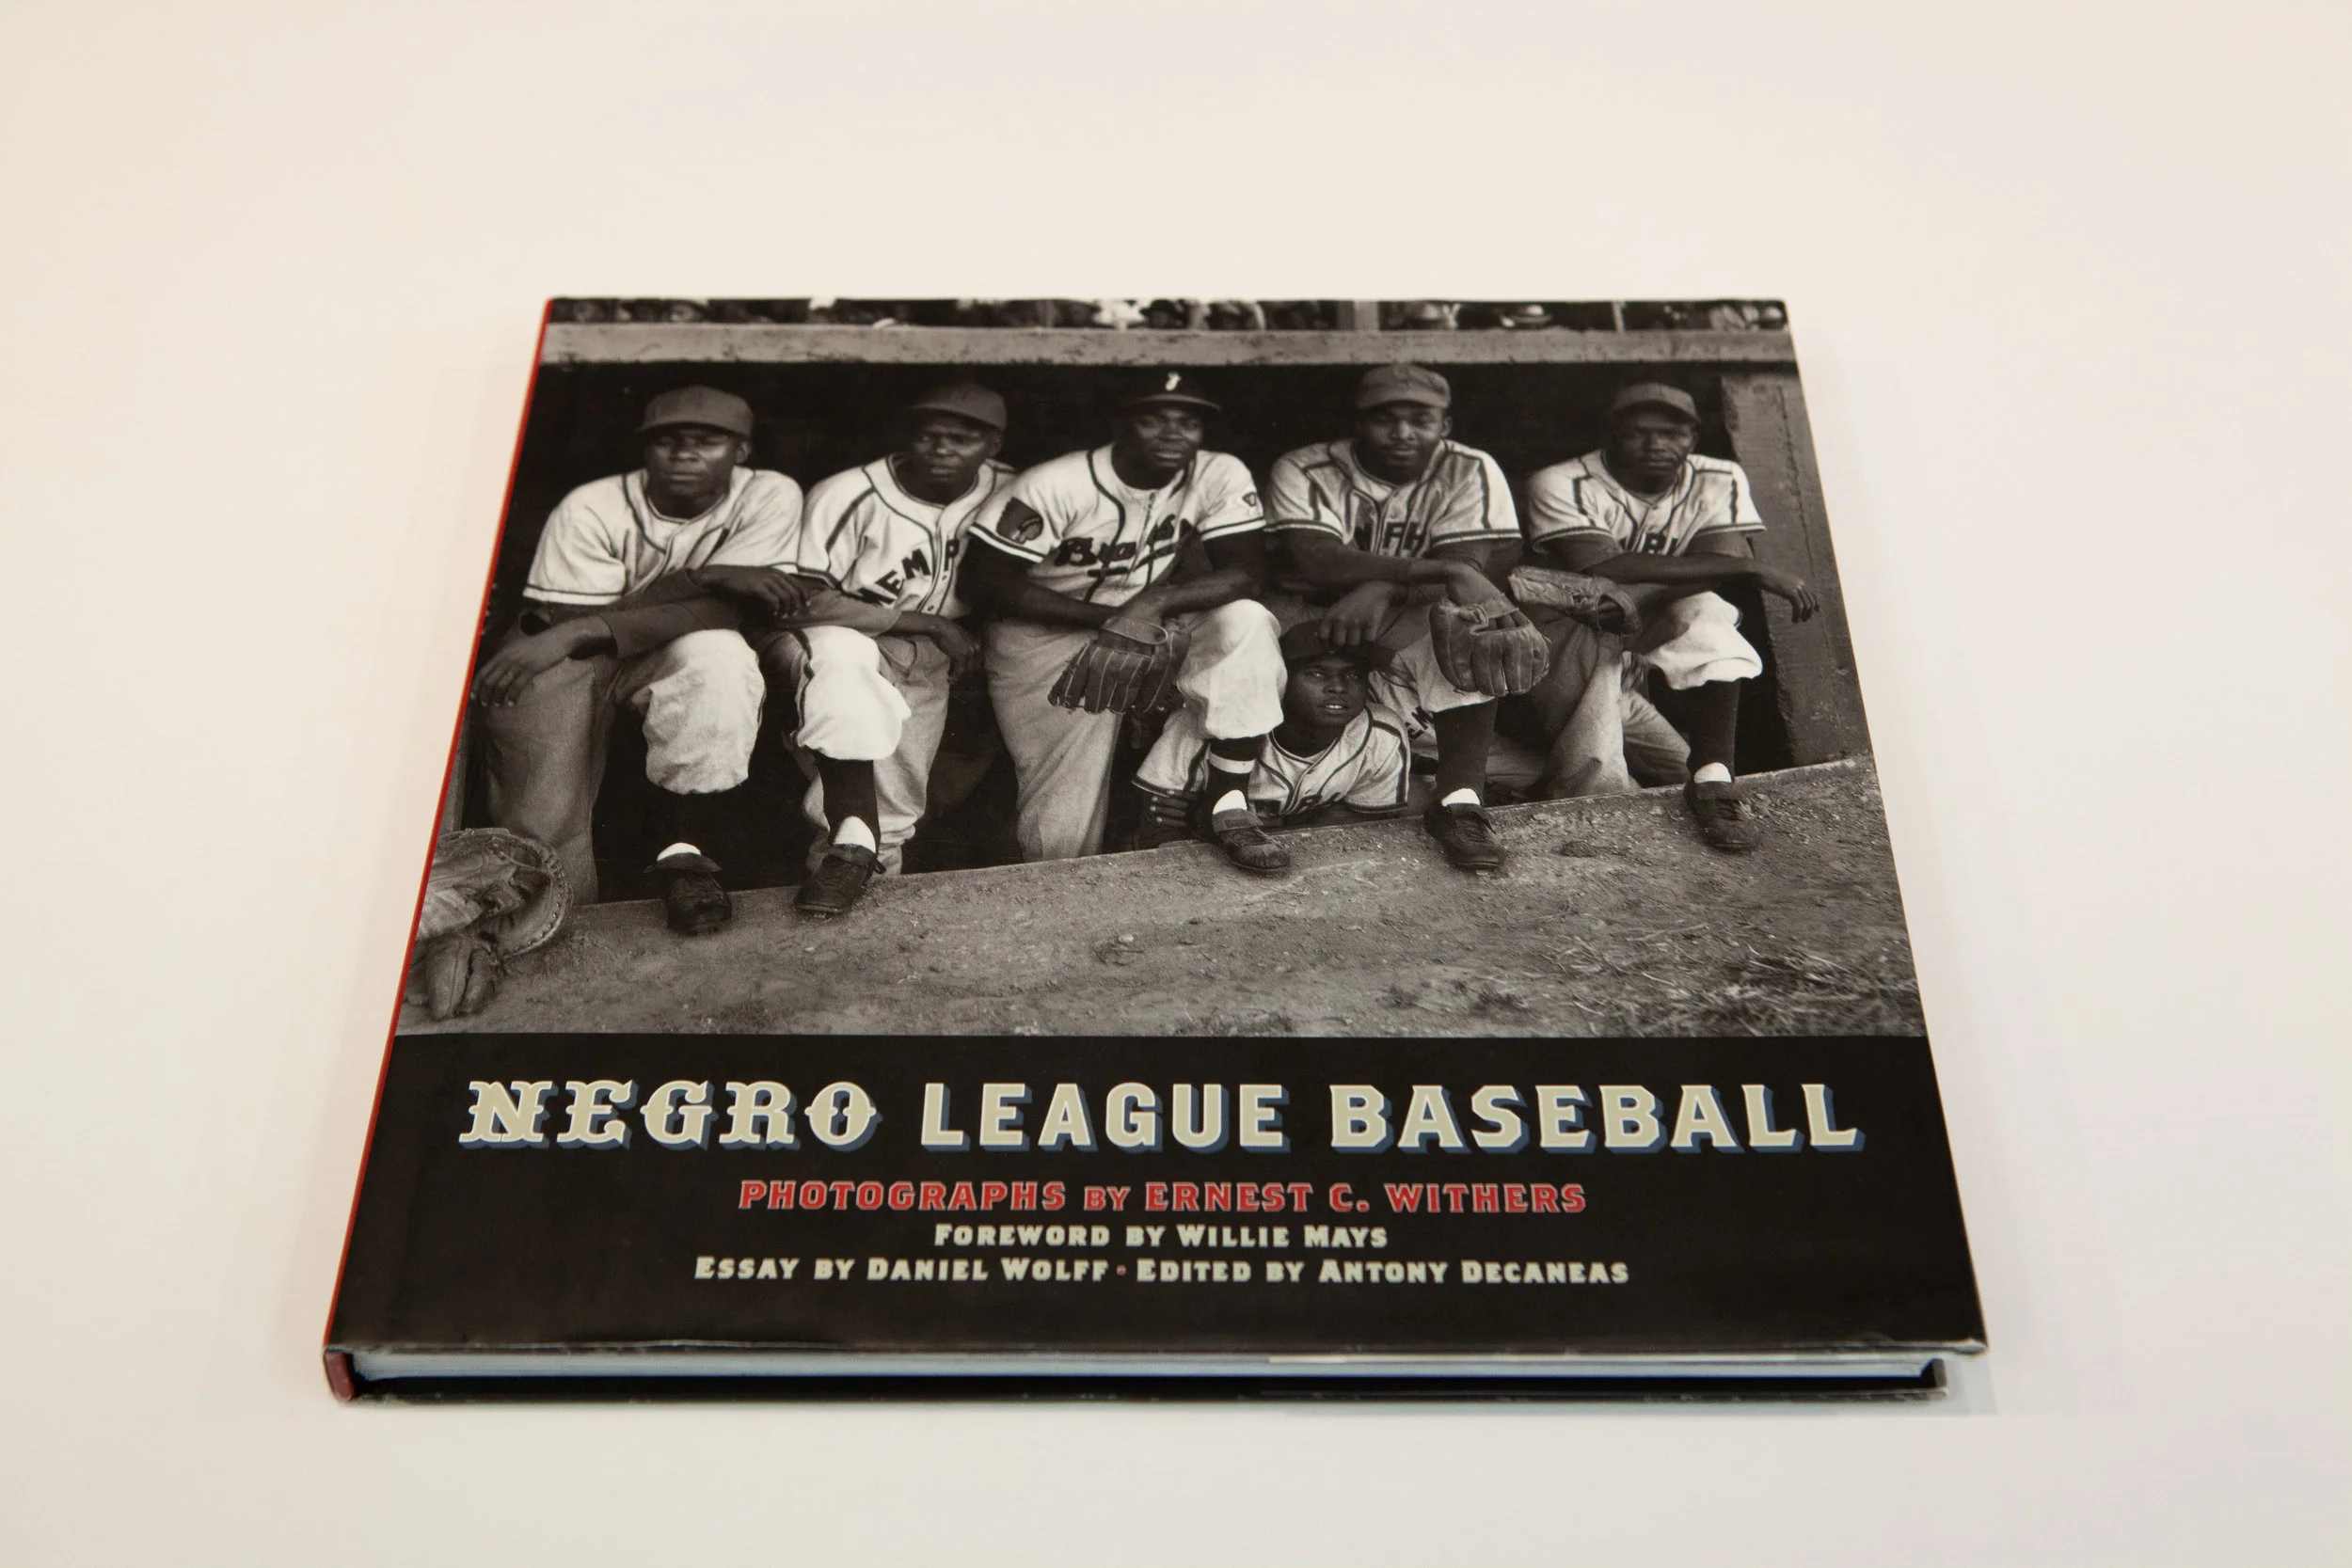 J
MEMP
NEGRO LEAGUE BASEBALL
PHOTOGRAPHS BY ERNEST C. WITHERS
FOREWORD BY WILLIE MAYS
ESSAY BY DANIEL WOLFF • EDITED BY ANTONY DECANEAS